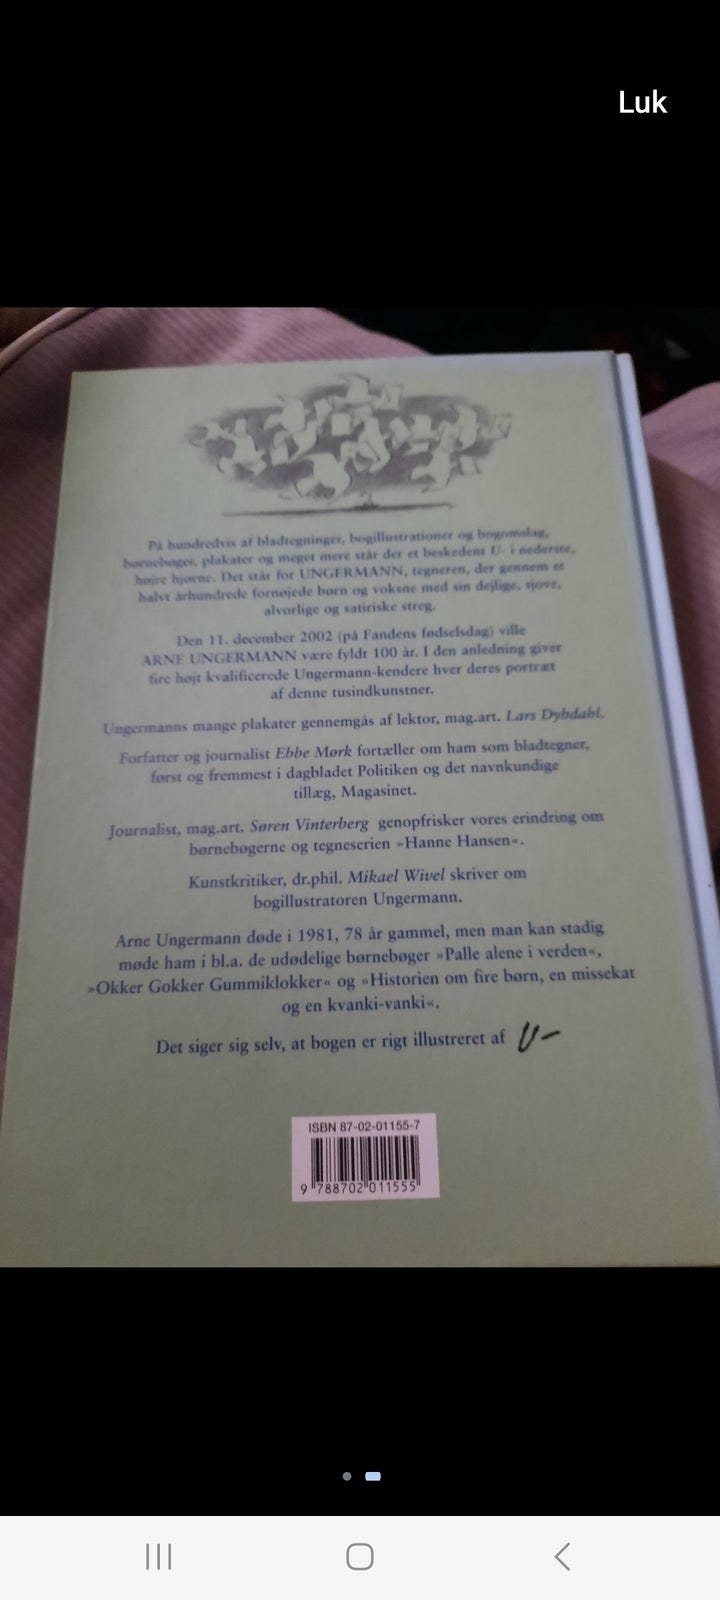 Luk
På hundredvis af bladtegninger, bogillustrationer og bogomslag,
børnebøger, plakater og meget mere står der et beskedent U- i nederste,
højre hjørne. Det står for UNGERMANN, tegneren, der gennem et
halvt århundrede fornøjede børn og voksne med sin dejlige, sjove,
alvorlige og satiriske streg.
Den 11. december 2002 (på Fandens fødselsdag) ville
ARNE UNGERMANN være fyldt 100 år. I den anledning giver
fire højt kvalificerede Ungermann-kendere hver deres portræt
af denne tusindkunstner.
Ungermanns mange plakater gennemgås af lektor, mag.art. Lars Dybdahl.
Forfatter og journalist Ebbe Mørk fortæller om ham som bladtegner,
først og fremmest i dagbladet Politiken og det navnkundige
tillæg, Magasinet.
Journalist, mag.art. Søren Vinterberg genopfrisker vores erindring om
børnebøgerne og tegneserien »Hanne Hansen«.
Kunstkritiker, dr.phil. Mikael Wivel skriver om
bogillustratoren Ungermann.
Arne Ungermann døde i 1981, 78 år gammel, men man kan stadig
møde ham i bl.a. de udødelige børnebøger »Palle alene i verden«,
»Okker Gokker Gummiklokker« og »Historien om fire børn, en missekat
og en kvanki-vanki«.
Det siger sig selv, at bogen er rigt illustreret af U-
ISBN 87-02-01155-7
9 788702 011555